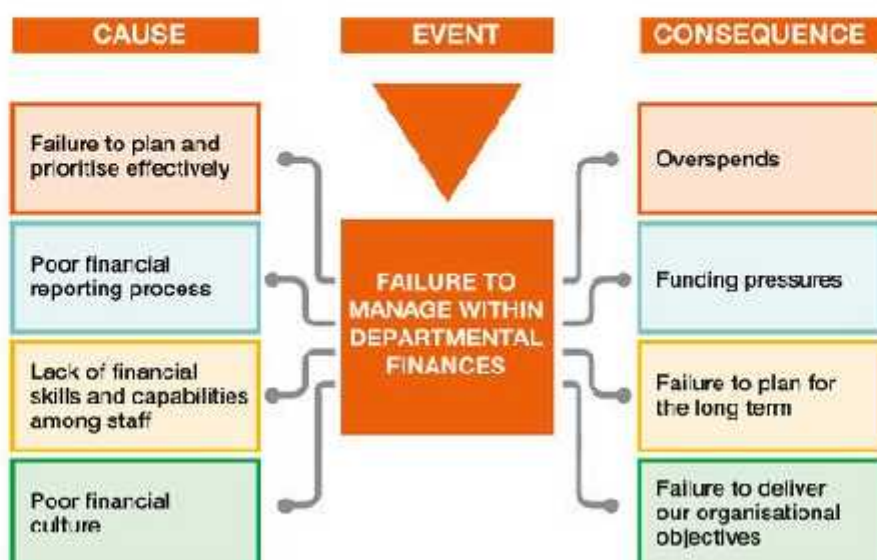 CAUSE
EVENT
CONSEQUENCE
Failure to plan and
prioritise effectively
Poor financial
reporting process
Lack of financial
skills and capabilities
among staff
Poor financial
culture
FAILURE TO
MANAGE WITHIN
DEPARTMENTAL
FINANCES
Overspends
Funding pressures
Failure to plan for
the long term
Failure to deliver
our organisational
objectives